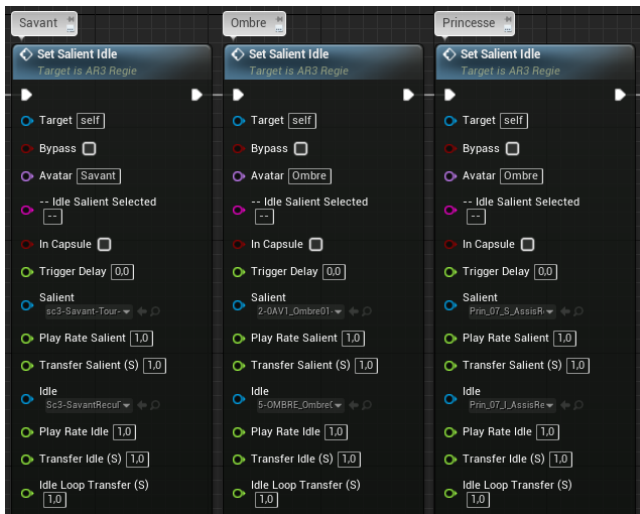 Savant
Set Salient Idle
Target is AR3 Regie
Target self
Bypass
Avatar Savant
-- Idle Salient Selected
--
In Capsule
Trigger Delay 0,0
Salient
sc3-Savant-Tour-
Play Rate Salient 1,0
Transfer Salient (S) 1,0
Idle
Sc3-SavantRecul
Play Rate Idle 1,0
Transfer Idle (S) 1,0
Idle Loop Transfer (S)
1,0
Ombre
Set Salient Idle
Target is AR3 Regie
Target self
Bypass
Avatar Ombre
-- Idle Salient Selected
--
In Capsule
Trigger Delay 0,0
Salient
2-0AV1_Ombre01-
Play Rate Salient 1,0
Transfer Salient (S) 1,0
Idle
5-OMBRE_Ombre
Play Rate Idle 1,0
Transfer Idle (S) 1,0
Idle Loop Transfer (S)
1,0
Princesse
Set Salient Idle
Target is AR3 Regie
Target self
Bypass
Avatar Ombre
-- Idle Salient Selected
--
In Capsule
Trigger Delay 0,0
Salient
Prin_07_S_AssisR
Play Rate Salient 1,0
Transfer Salient (S) 1,0
Idle
Prin_07_I_AssisRe
Play Rate Idle 1,0
Transfer Idle (S) 1,0
Idle Loop Transfer (S)
1,0